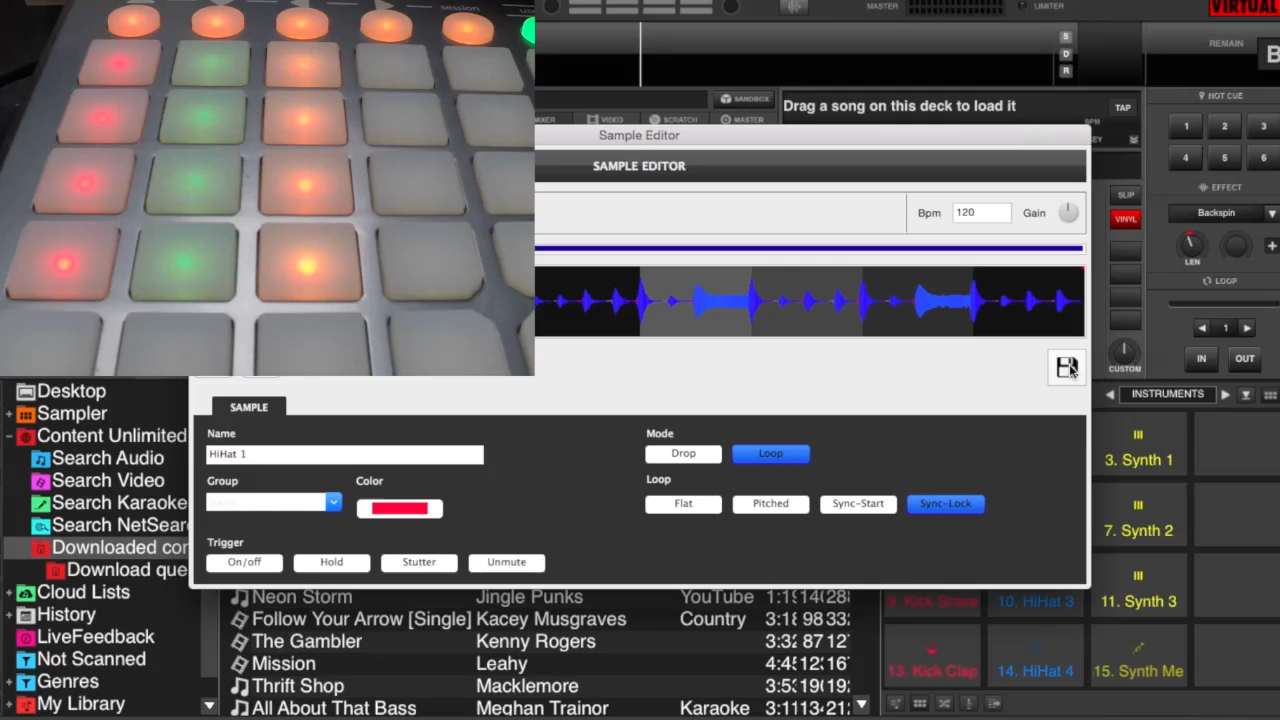 MASTER
LIMITER
VIRTUAL
REMAIN
S
D
R
B
SANDBOX
Drag a song on this deck to load it
TAP
BPM
HOT CUE
VIDEO
SCRATCH
MASTER
Sample Editor
SAMPLE EDITOR
1
2
3
4
5
6
EFFECT
SLIP
VINYL
Backspin
Bpm
120
Gain
LEN
LOOP
1
IN
OUT
CUSTOM
INSTRUMENTS
Desktop
Sampler
Content Unlimited
Search Audio
Search Video
Search Karaoke
Search NetSear
Downloaded cor
Download que
Cloud Lists
History
LiveFeedback
Not Scanned
Genres
My Library
SAMPLE
Name
HiHat 1
Group
Color
Trigger
On/off
Hold
Stutter
Unmute
Mode
Drop
Loop
Loop
Flat
Pitched
Sync-Start
Sync-Lock
3. Synth 1
7. Synth 2
9. Kick Snare
10. HiHat 3
11. Synth 3
13. Kick Clap
14. HiHat 4
15. Synth Me
Neon Storm Jingle Punks YouTube
Follow Your Arrow [Single] Kacey Musgraves Country
The Gambler Kenny Rogers
Mission Leahy
Thrift Shop Macklemore
All About That Bass Meghan Trainor Karaoke